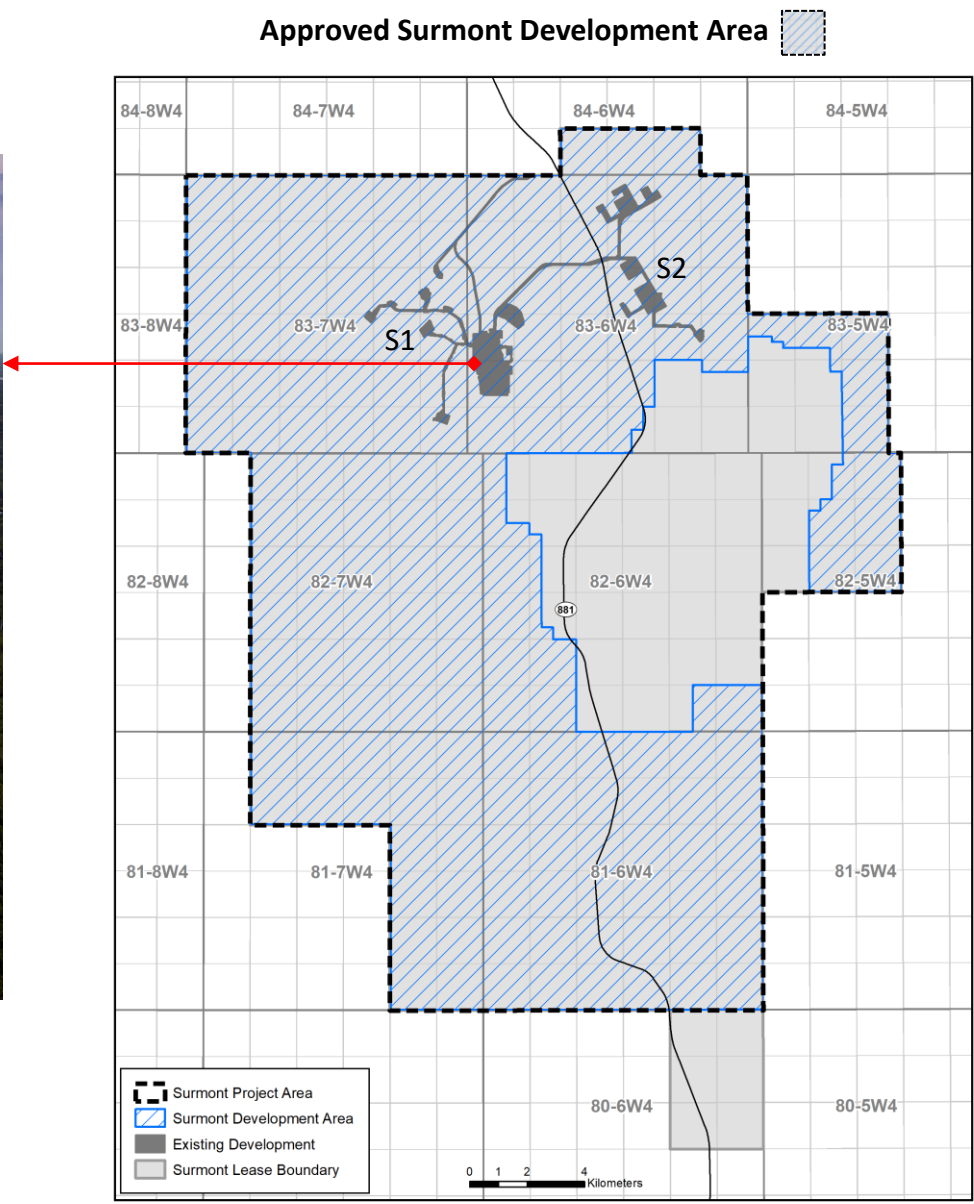 Approved Surmont Development Area
84-8W4 84-7W4 84-6W4 84-5W4
S2
83-8W4 83-7W4 83-6W4 83-5W4
S1
82-8W4 82-7W4 82-6W4 82-5W4
881
81-8W4 81-7W4 81-6W4 81-5W4
Surmont Project Area
Surmont Development Area
Existing Development
Surmont Lease Boundary
80-6W4 80-5W4
0 1 2 4
Kilometers